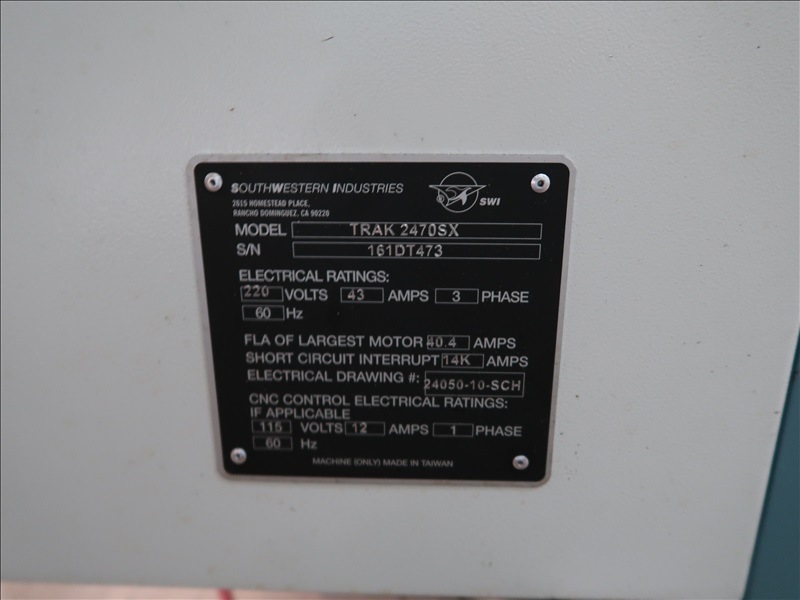 SOUTHWESTERN INDUSTRIES
2615 HOMESTEAD PLACE,
RANCHO DOMINGUEZ, CA 90220
® SWI
MODEL TRAK 2470SX
S/N 161DT473
ELECTRICAL RATINGS:
220 VOLTS 43 AMPS 3 PHASE
60 Hz
FLA OF LARGEST MOTOR 40.4 AMPS
SHORT CIRCUIT INTERRUPT 14K AMPS
ELECTRICAL DRAWING #: 24050-10-SCH
CNC CONTROL ELECTRICAL RATINGS:
IF APPLICABLE
115 VOLTS 12 AMPS 1 PHASE
60 Hz
MACHINE (ONLY) MADE IN TAIWAN